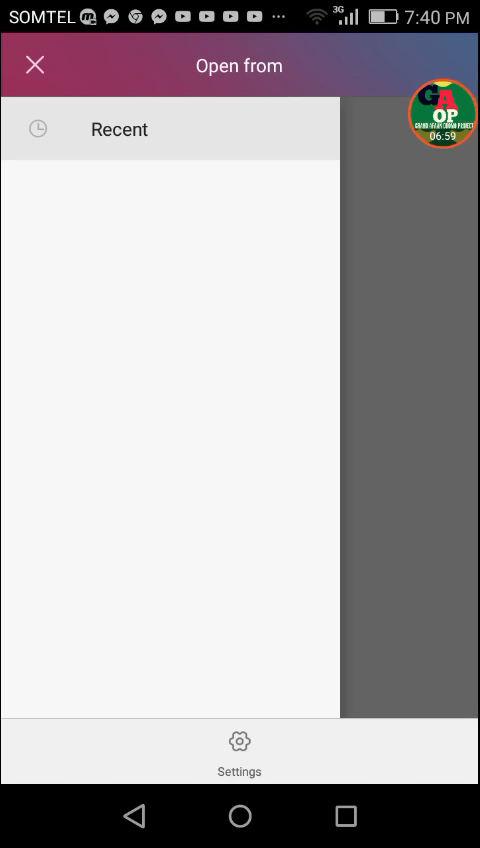 SOMTEL
3G
7:40 PM
Open from
GA
OP
06:59
Recent
Settings